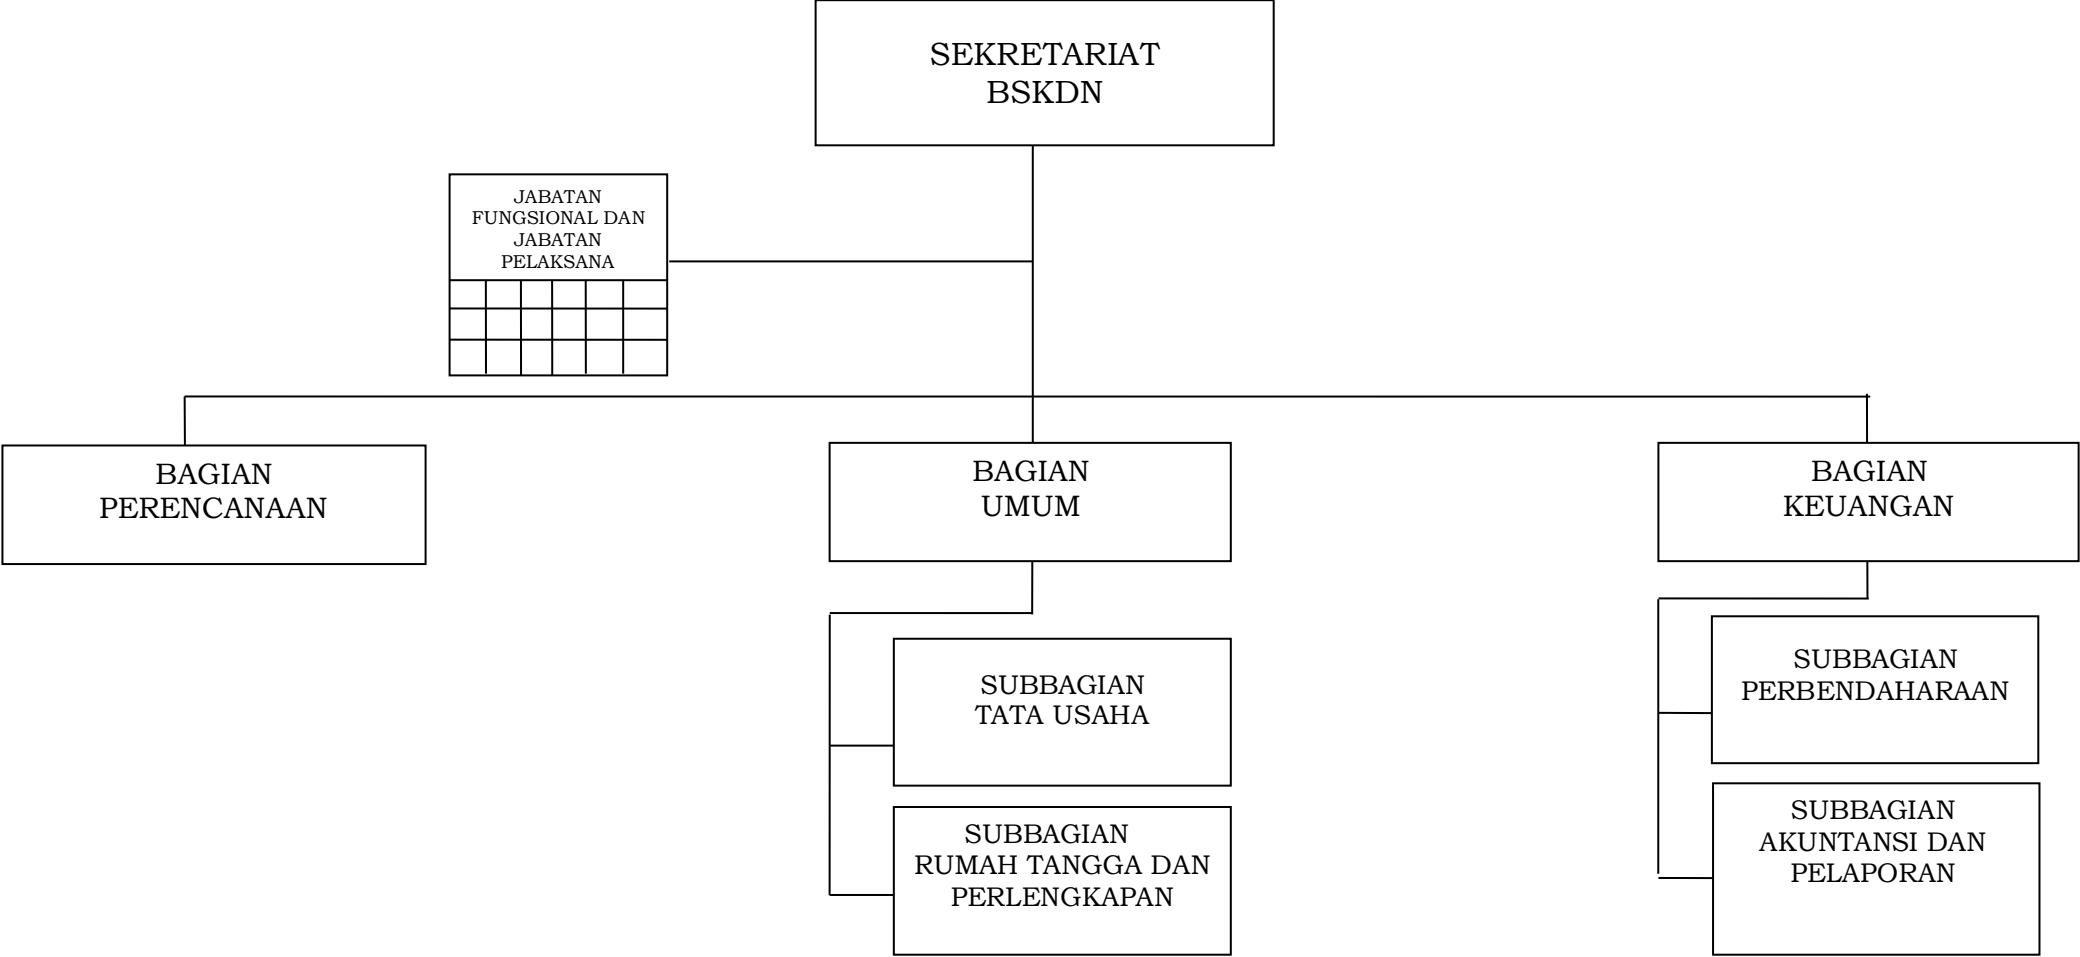 SEKRETARIAT
BSKDN
JABATAN
FUNGSIONAL DAN
JABATAN
PELAKSANA
BAGIAN
PERENCANAAN
BAGIAN
UMUM
BAGIAN
KEUANGAN
SUBBAGIAN
TATA USAHA
SUBBAGIAN
RUMAH TANGGA DAN
PERLENGKAPAN
SUBBAGIAN
PERBENDAHARAAN
SUBBAGIAN
AKUNTANSI DAN
PELAPORAN